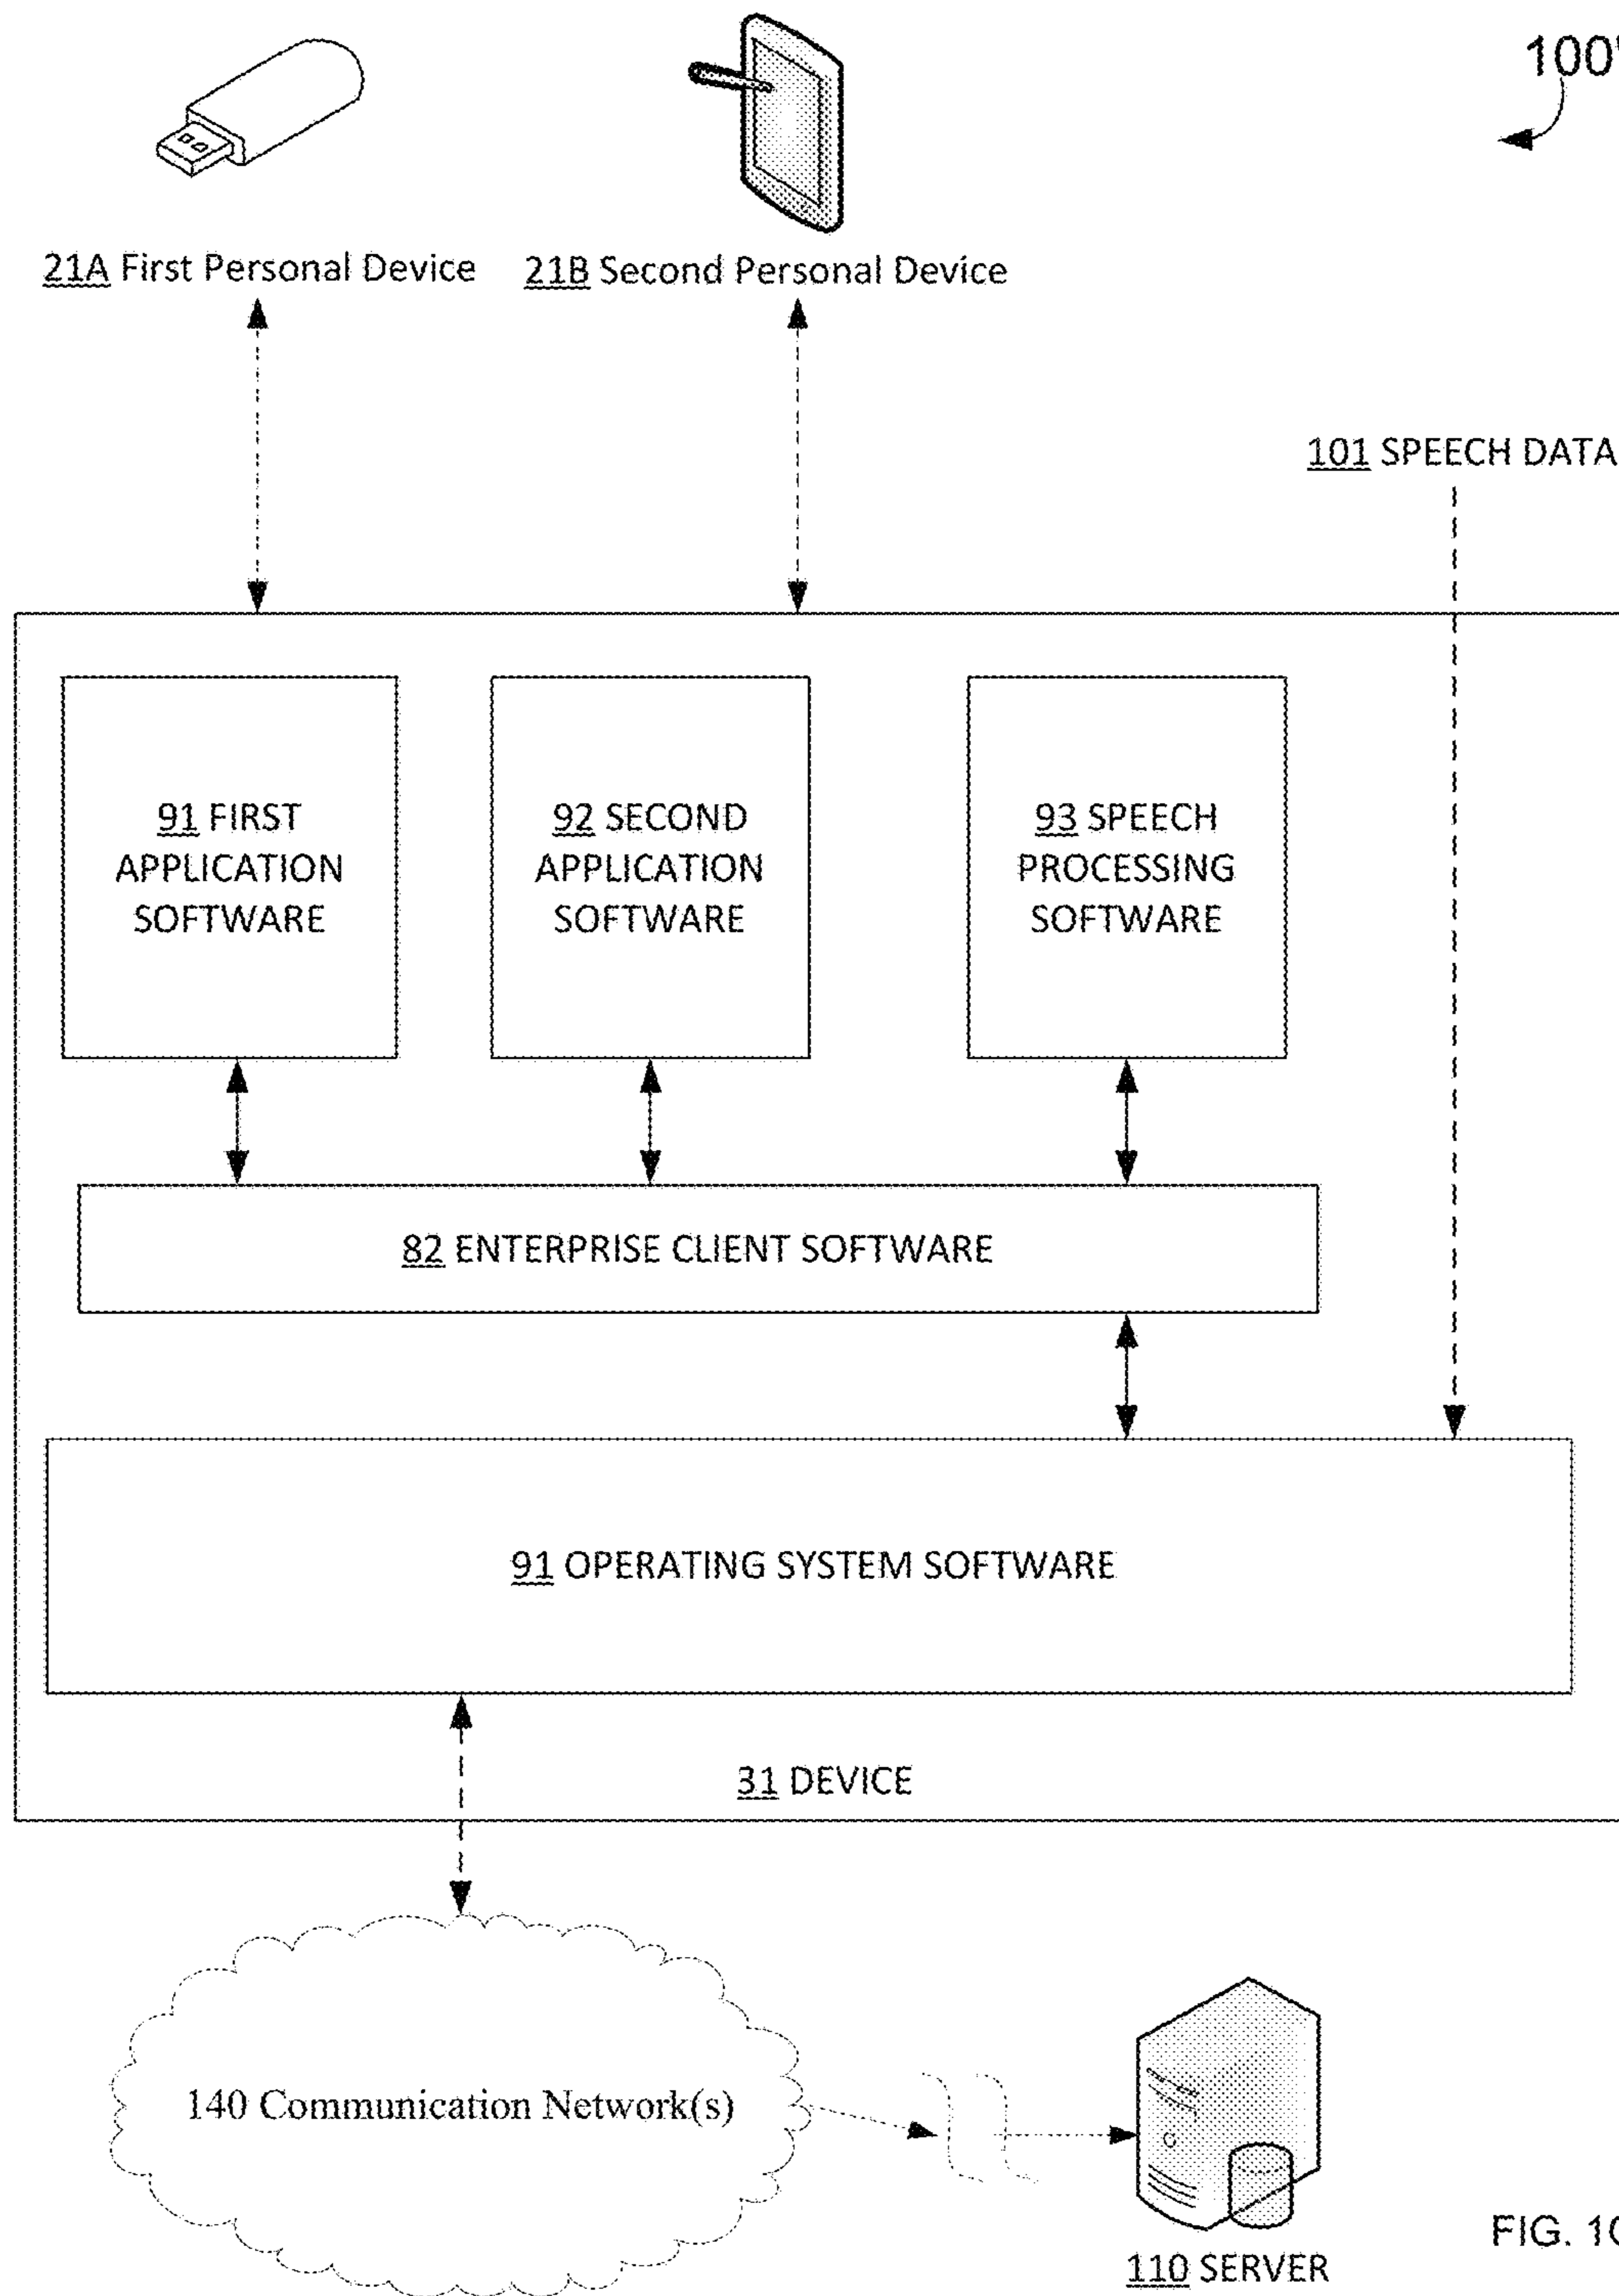 100'
21A First Personal Device
21B Second Personal Device
101 SPEECH DATA
91 FIRST
APPLICATION
SOFTWARE
92 SECOND
APPLICATION
SOFTWARE
93 SPEECH
PROCESSING
SOFTWARE
82 ENTERPRISE CLIENT SOFTWARE
91 OPERATING SYSTEM SOFTWARE
31 DEVICE
140 Communication Network(s)
110 SERVER
FIG. 10